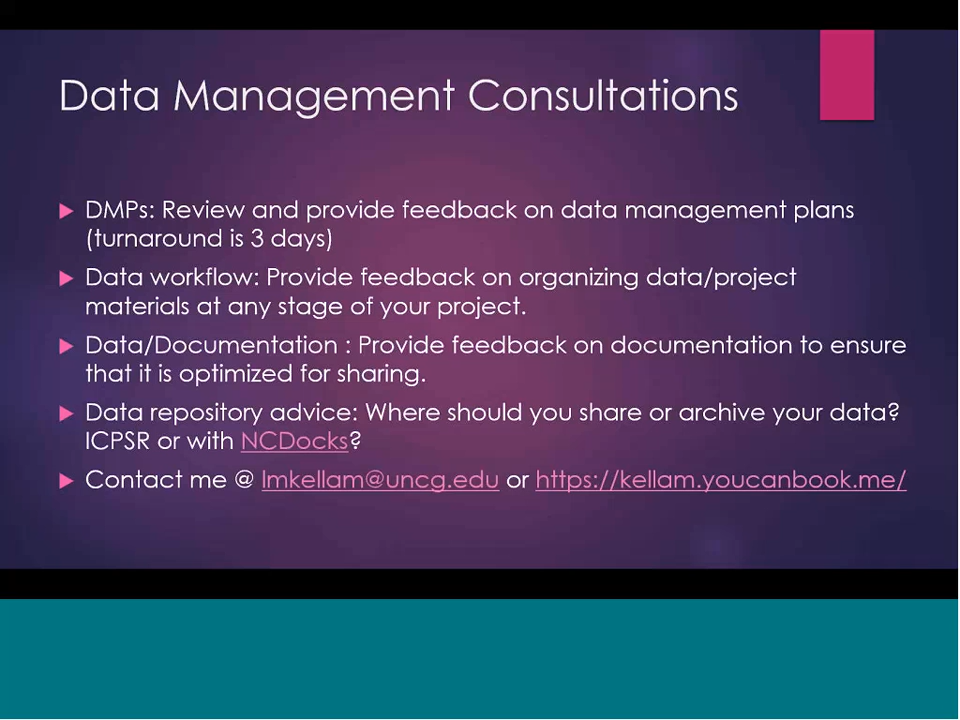 Data Management Consultations
DMPs: Review and provide feedback on data management plans
(turnaround is 3 days)
Data workflow: Provide feedback on organizing data/project
materials at any stage of your project.
Data/Documentation : Provide feedback on documentation to ensure
that it is optimized for sharing.
Data repository advice: Where should you share or archive your data?
ICPSR or with NCDocks?
Contact me @ lmkellam@uncg.edu or https://kellam.youcanbook.me/